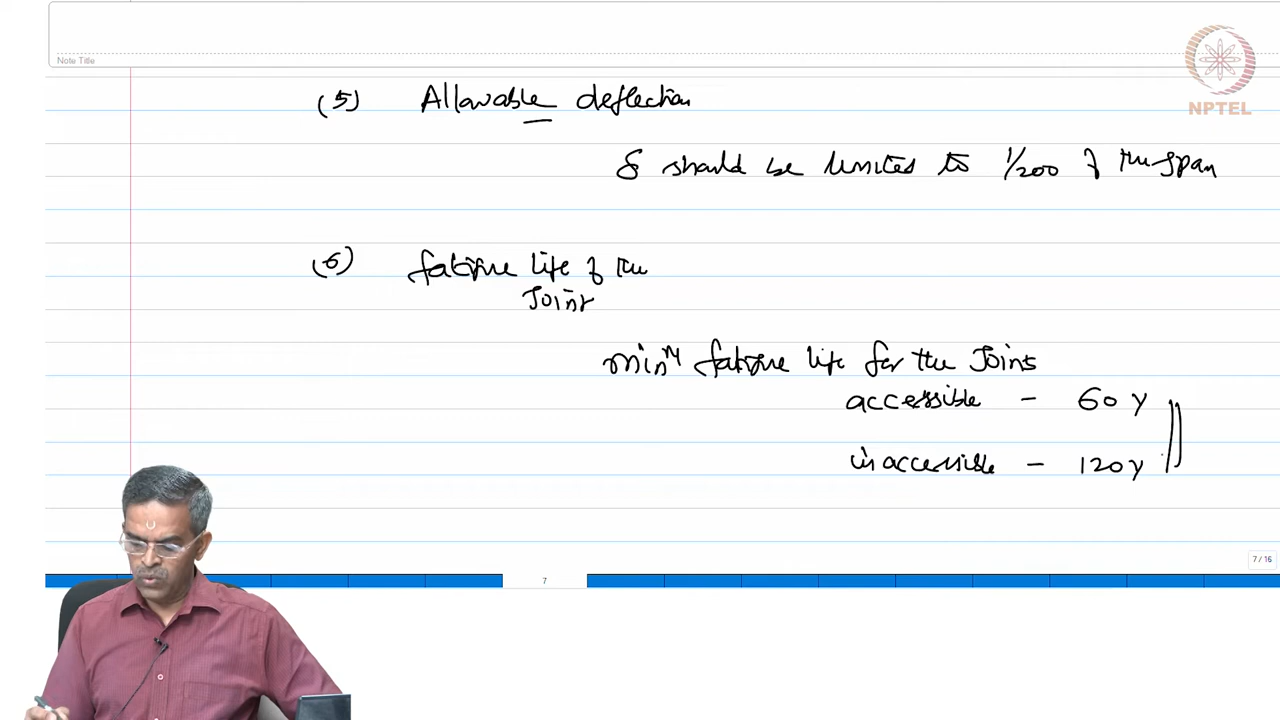 Note Title
NPTEL
(5) Allowable deflection
δ should be limited to 1/200 of the span
(6) fatigue life of the
Joint
minm fatigue life for the Joints
accessible - 60 y
inaccessible - 120 y
7/16
7